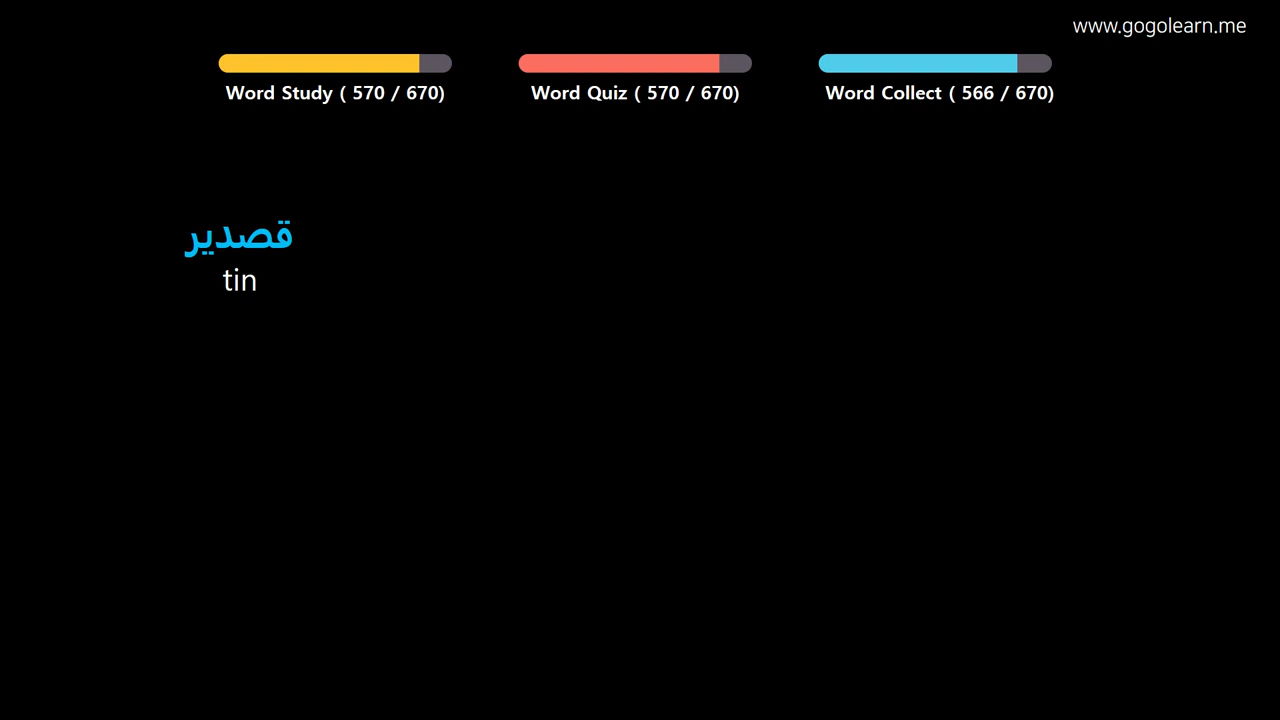 www.gogolearn.me
Word Study ( 570 / 670)
Word Quiz ( 570 / 670)
Word Collect ( 566 / 670)
قصدير
tin